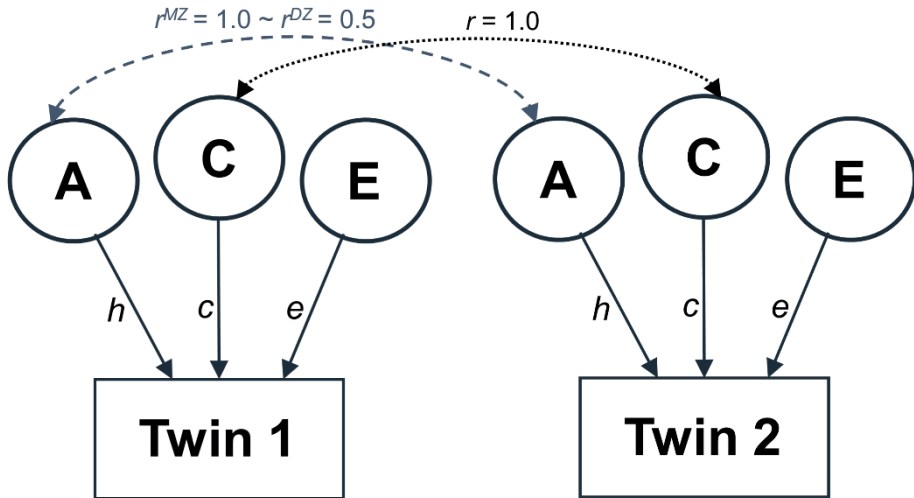 r^MZ = 1.0 ~ r^DZ = 0.5
r = 1.0
A
C
E
A
C
E
h
c
e
h
c
e
Twin 1
Twin 2